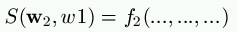 S(w₂, w1) = f₂(..., ..., ...)